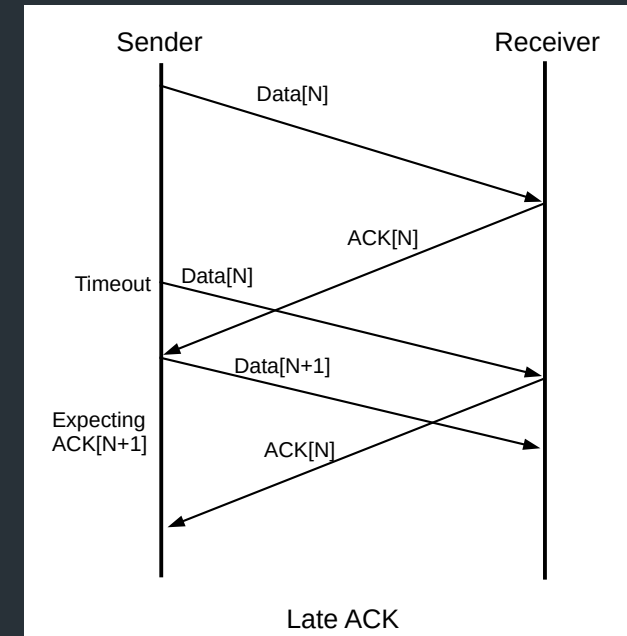 Sender
Receiver
Data[N]
ACK[N]
Timeout
Data[N]
Data[N+1]
Expecting
ACK[N+1]
ACK[N]
Late ACK